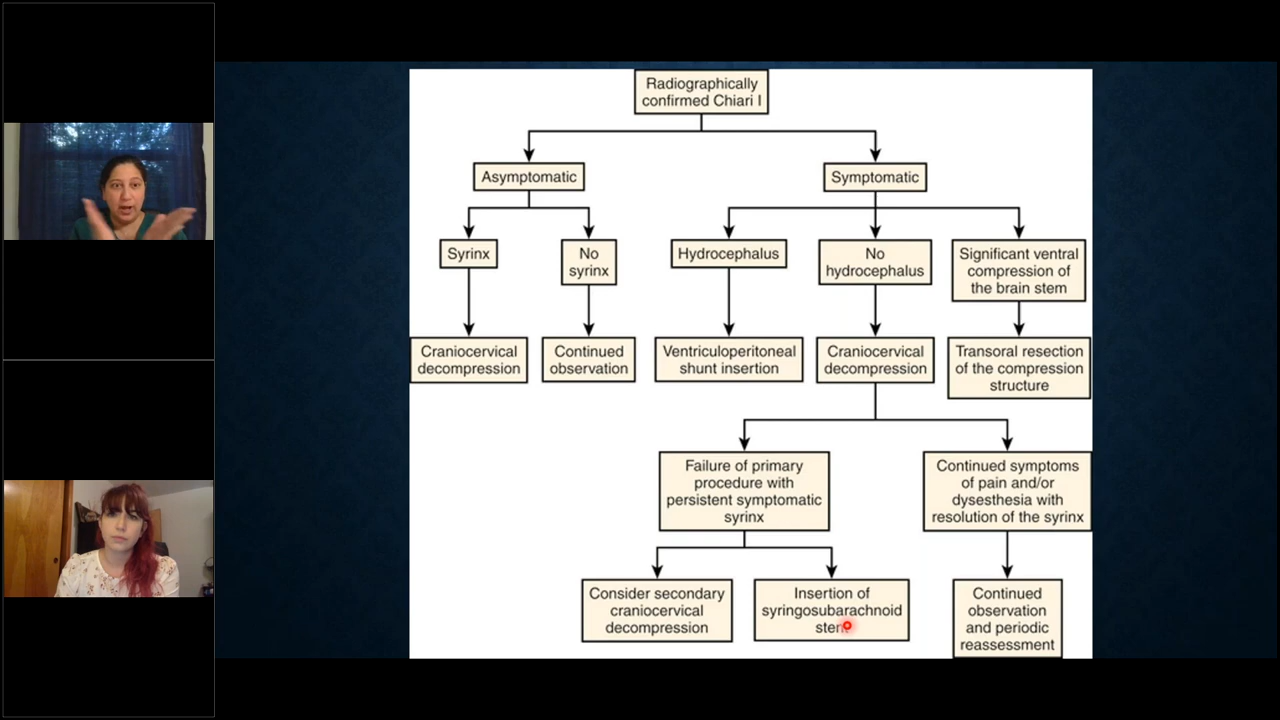 Radiographically
confirmed Chiari I
Asymptomatic
Symptomatic
Syrinx
No
syrinx
Hydrocephalus
No
hydrocephalus
Significant ventral
compression of
the brain stem
Craniocervical
decompression
Continued
observation
Ventriculoperitoneal
shunt insertion
Craniocervical
decompression
Transoral resection
of the compression
structure
Failure of primary
procedure with
persistent symptomatic
syrinx
Continued symptoms
of pain and/or
dysesthesia with
resolution of the syrinx
Consider secondary
craniocervical
decompression
Insertion of
syringosubarachnoid
Continued
observation
and periodic
reassessment